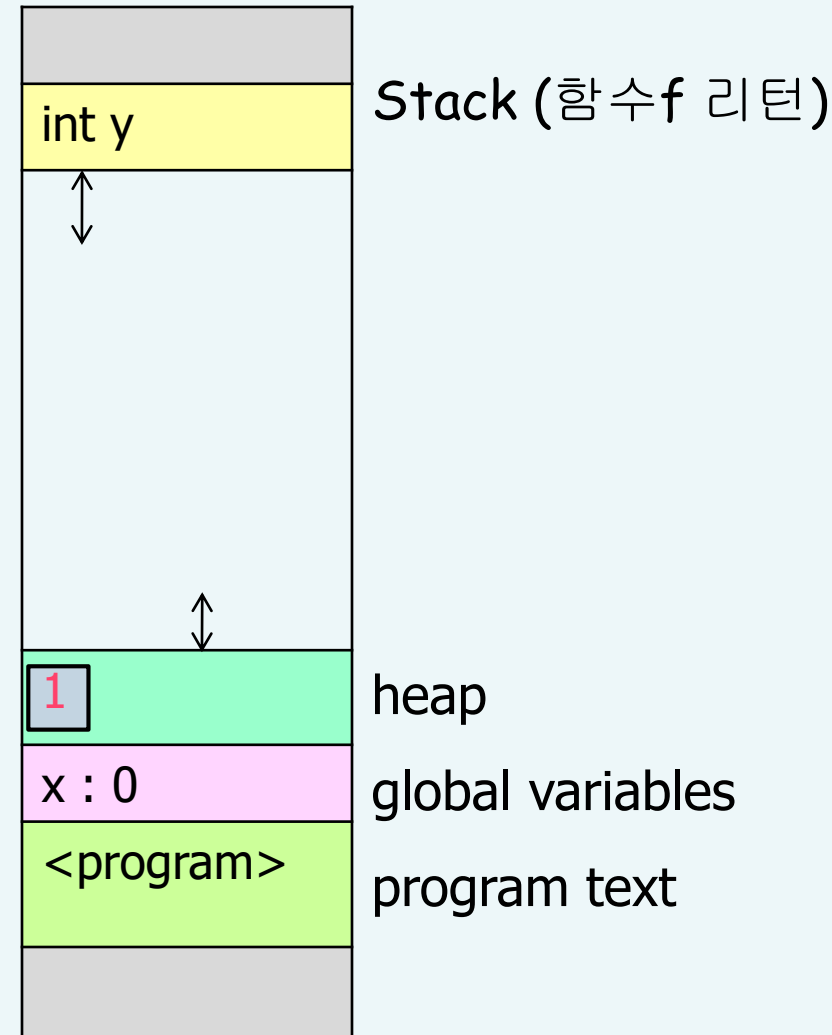 Stack (함수f 리턴)
int y
1
heap
x : 0
global variables
<program>
program text